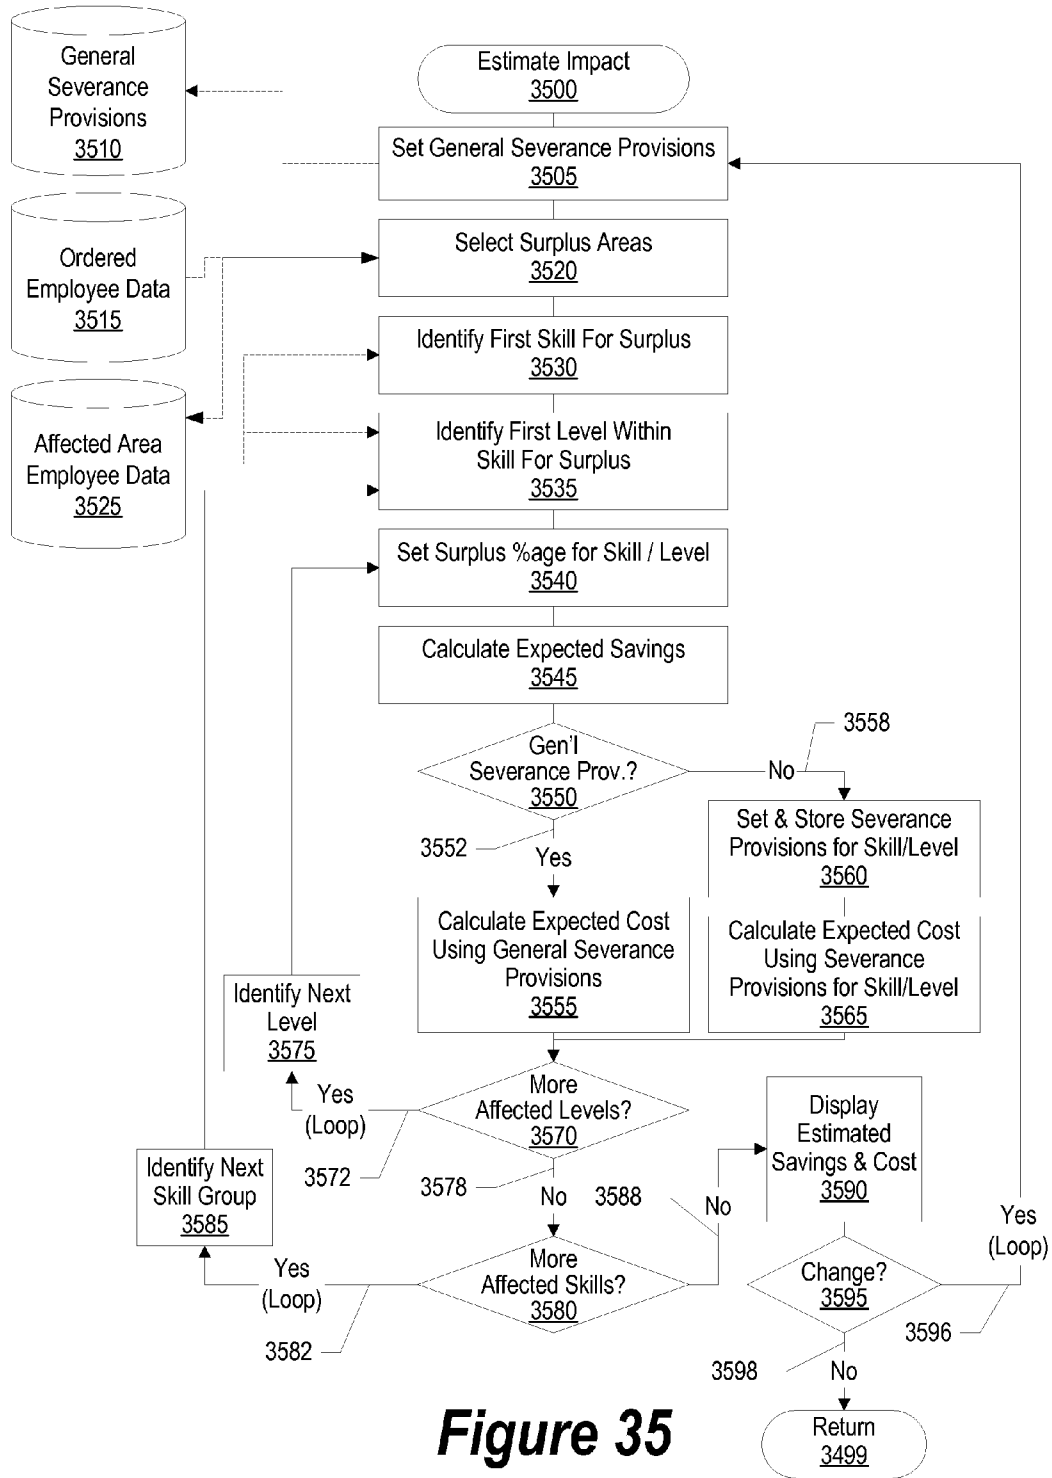 General
Severance
Provisions
3510
Estimate Impact
3500
Set General Severance Provisions
3505
Ordered
Employee Data
3515
Select Surplus Areas
3520
Identify First Skill For Surplus
3530
Affected Area
Employee Data
3525
Identify First Level Within
Skill For Surplus
3535
Set Surplus %age for Skill / Level
3540
Calculate Expected Savings
3545
Gen'l
Severance Prov.?
3550
3558
No
3552
Yes
Set & Store Severance
Provisions for Skill/Level
3560
Calculate Expected Cost
Using General Severance
Provisions
3555
Calculate Expected Cost
Using Severance
Provisions for Skill/Level
3565
Identify Next
Level
3575
Yes
(Loop)
3572
More
Affected Levels?
3570
3578
No
3588
No
Display
Estimated
Savings & Cost
3590
Identify Next
Skill Group
3585
Yes
(Loop)
3582
More
Affected Skills?
3580
Change?
3595
Yes
(Loop)
3596
3598
No
Return
3499
Figure 35